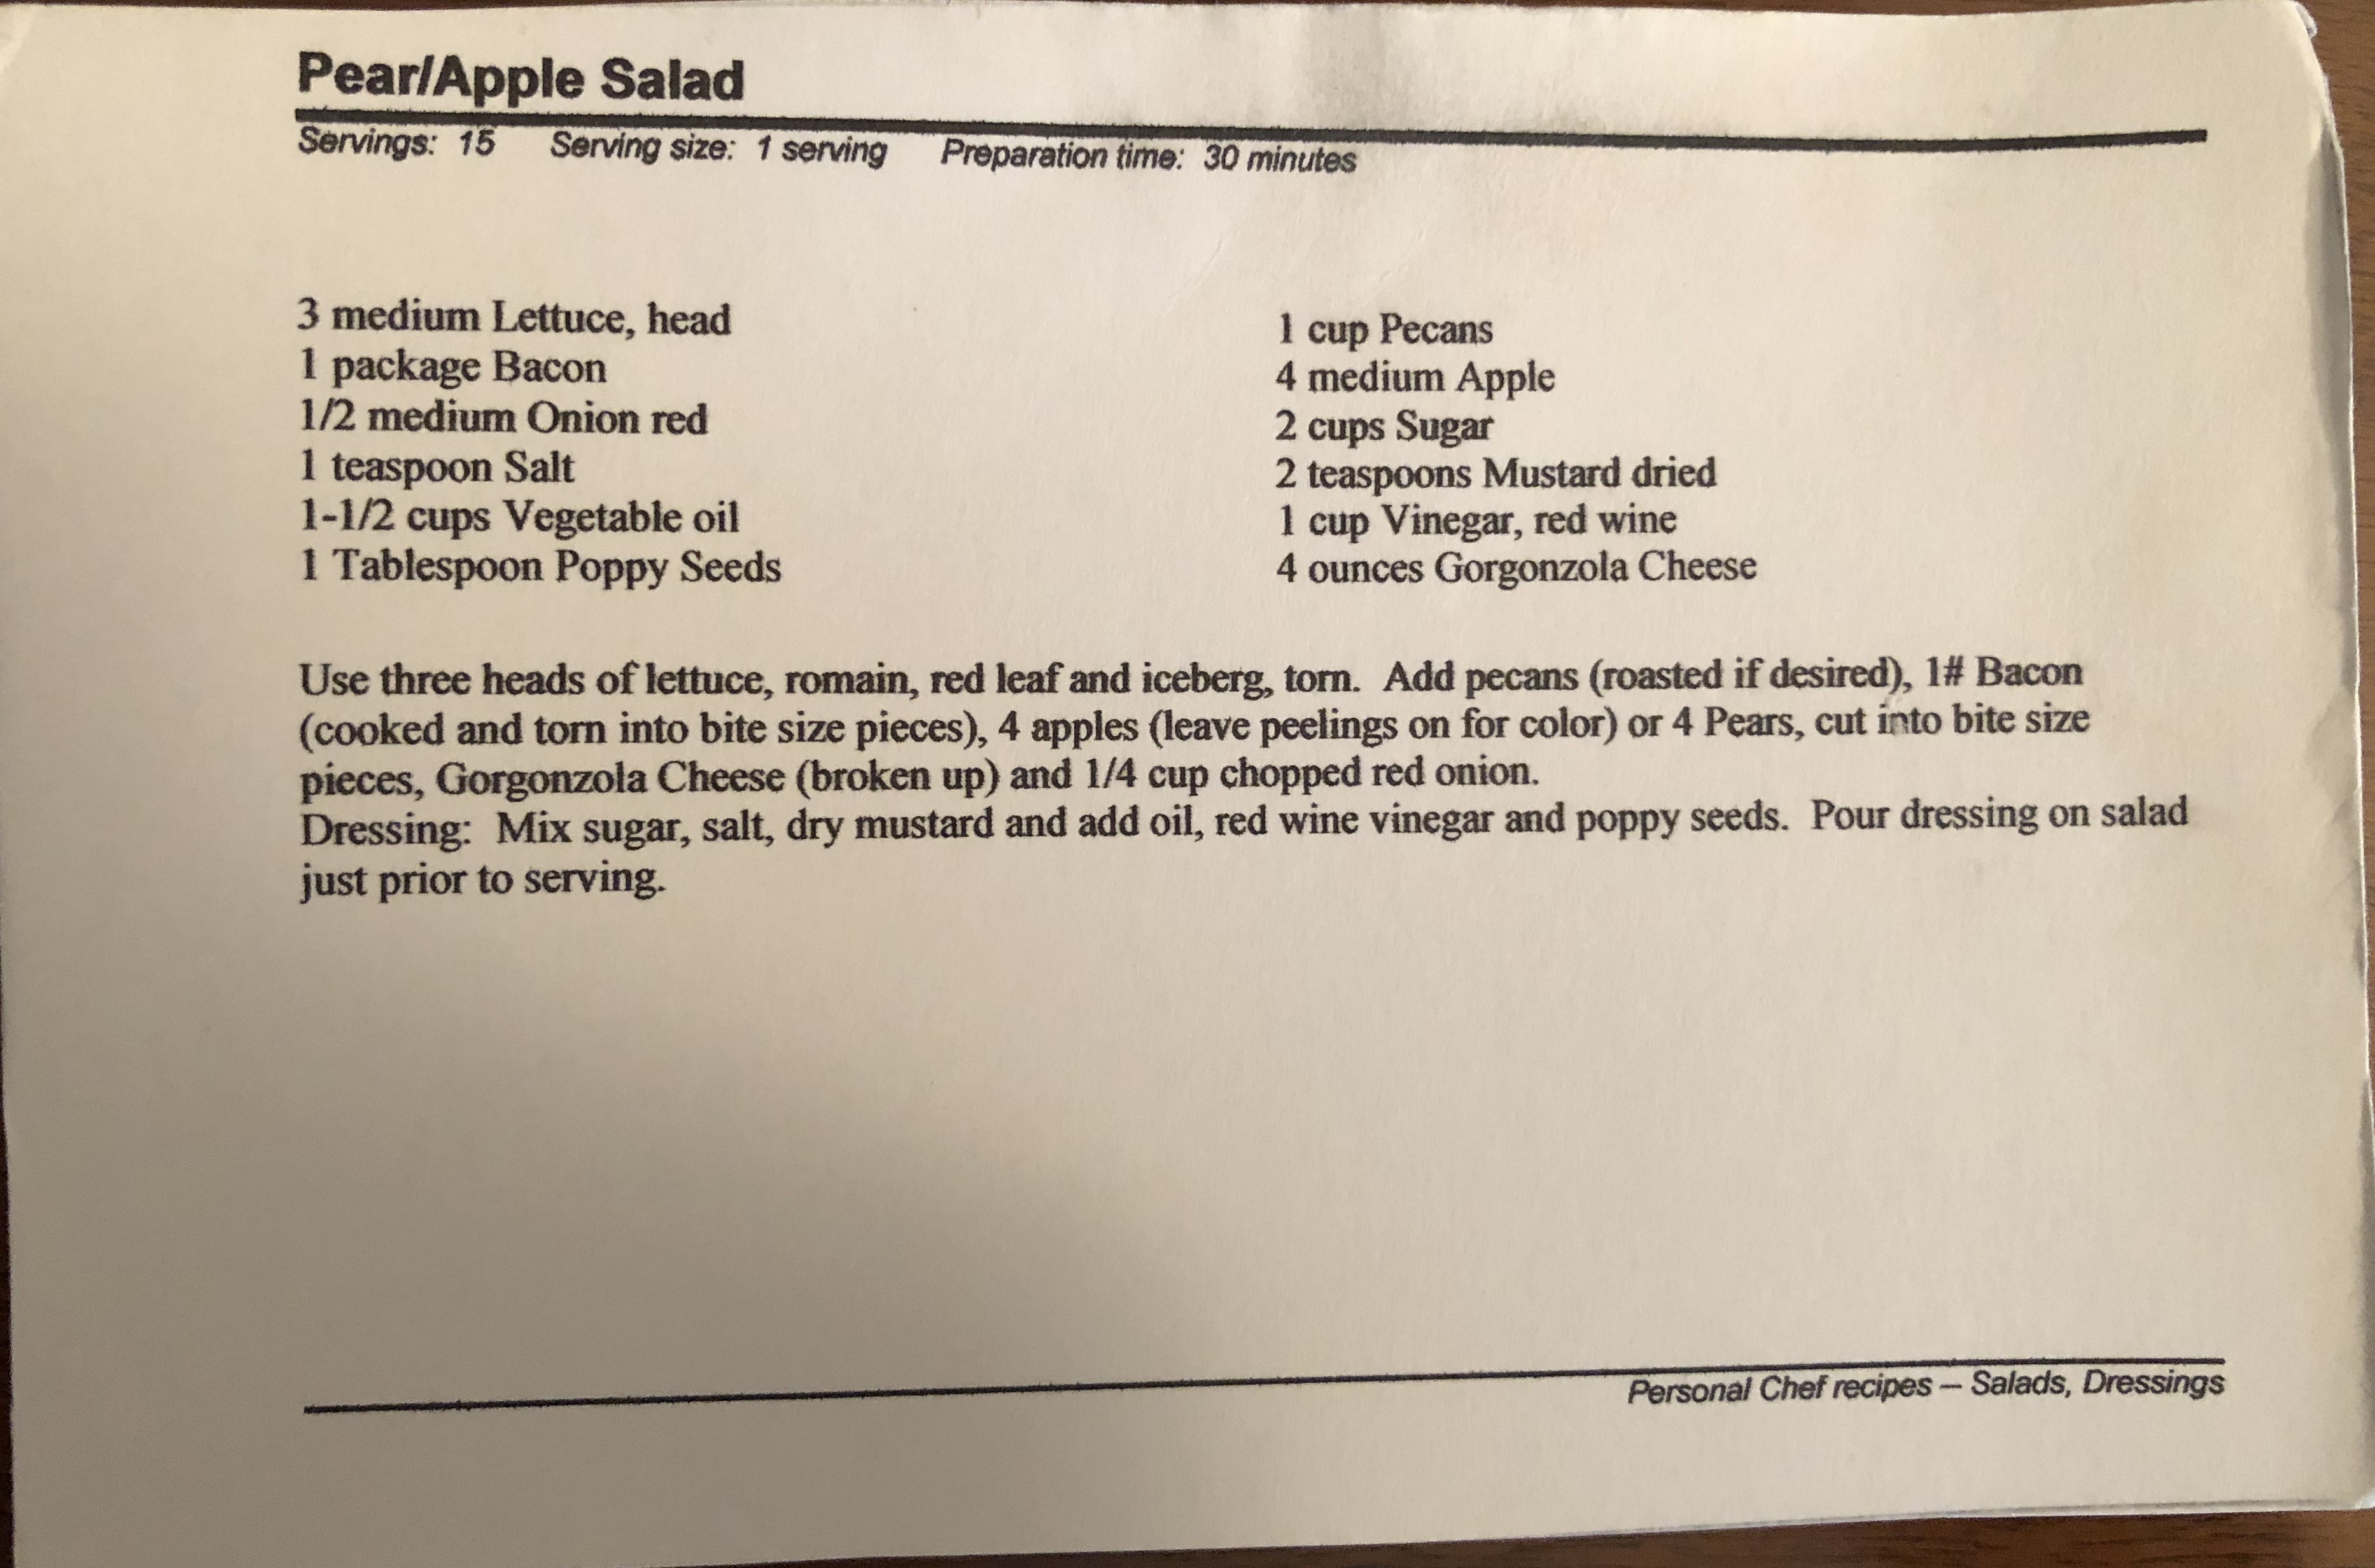 Pear/Apple Salad
Servings: 15 Serving size: 1 serving Preparation time: 30 minutes
3 medium Lettuce, head
1 package Bacon
1/2 medium Onion red
1 teaspoon Salt
1-1/2 cups Vegetable oil
1 Tablespoon Poppy Seeds
1 cup Pecans
4 medium Apple
2 cups Sugar
2 teaspoons Mustard dried
1 cup Vinegar, red wine
4 ounces Gorgonzola Cheese
Use three heads of lettuce, romain, red leaf and iceberg, torn. Add pecans (roasted if desired), 1# Bacon
(cooked and torn into bite size pieces), 4 apples (leave peelings on for color) or 4 Pears, cut into bite size
pieces, Gorgonzola Cheese (broken up) and 1/4 cup chopped red onion.
Dressing: Mix sugar, salt, dry mustard and add oil, red wine vinegar and poppy seeds. Pour dressing on salad
just prior to serving.
Personal Chef recipes – Salads, Dressings